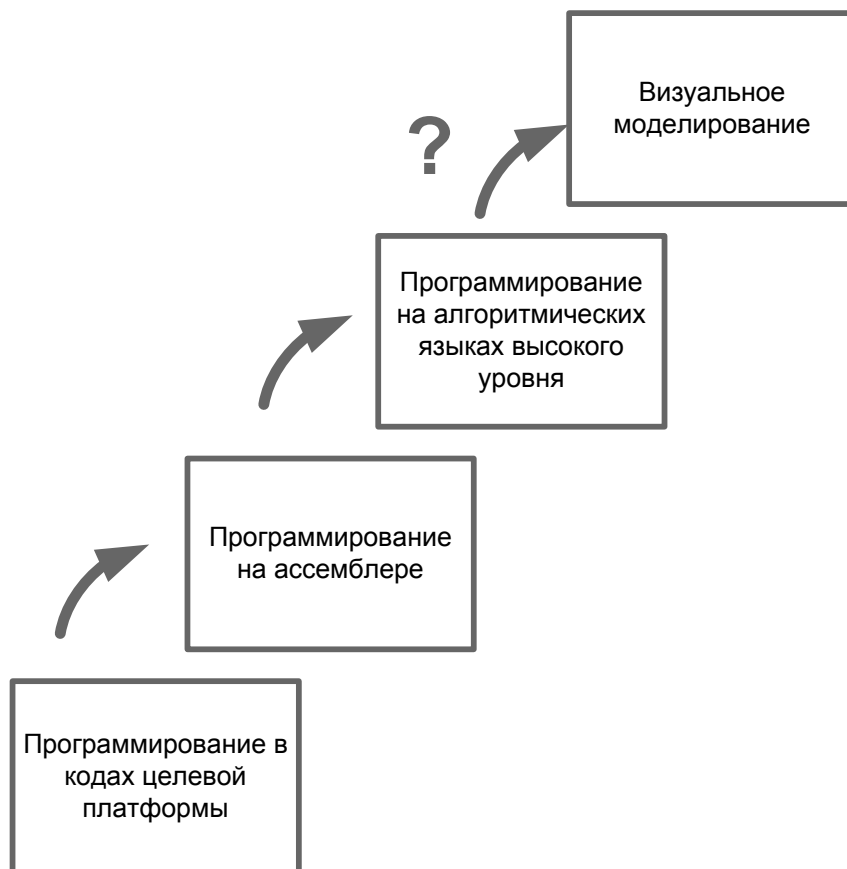 Визуальное
моделирование
?
Программирование
на алгоритмических
языках высокого
уровня
Программирование
на ассемблере
Программирование в
кодах целевой
платформы